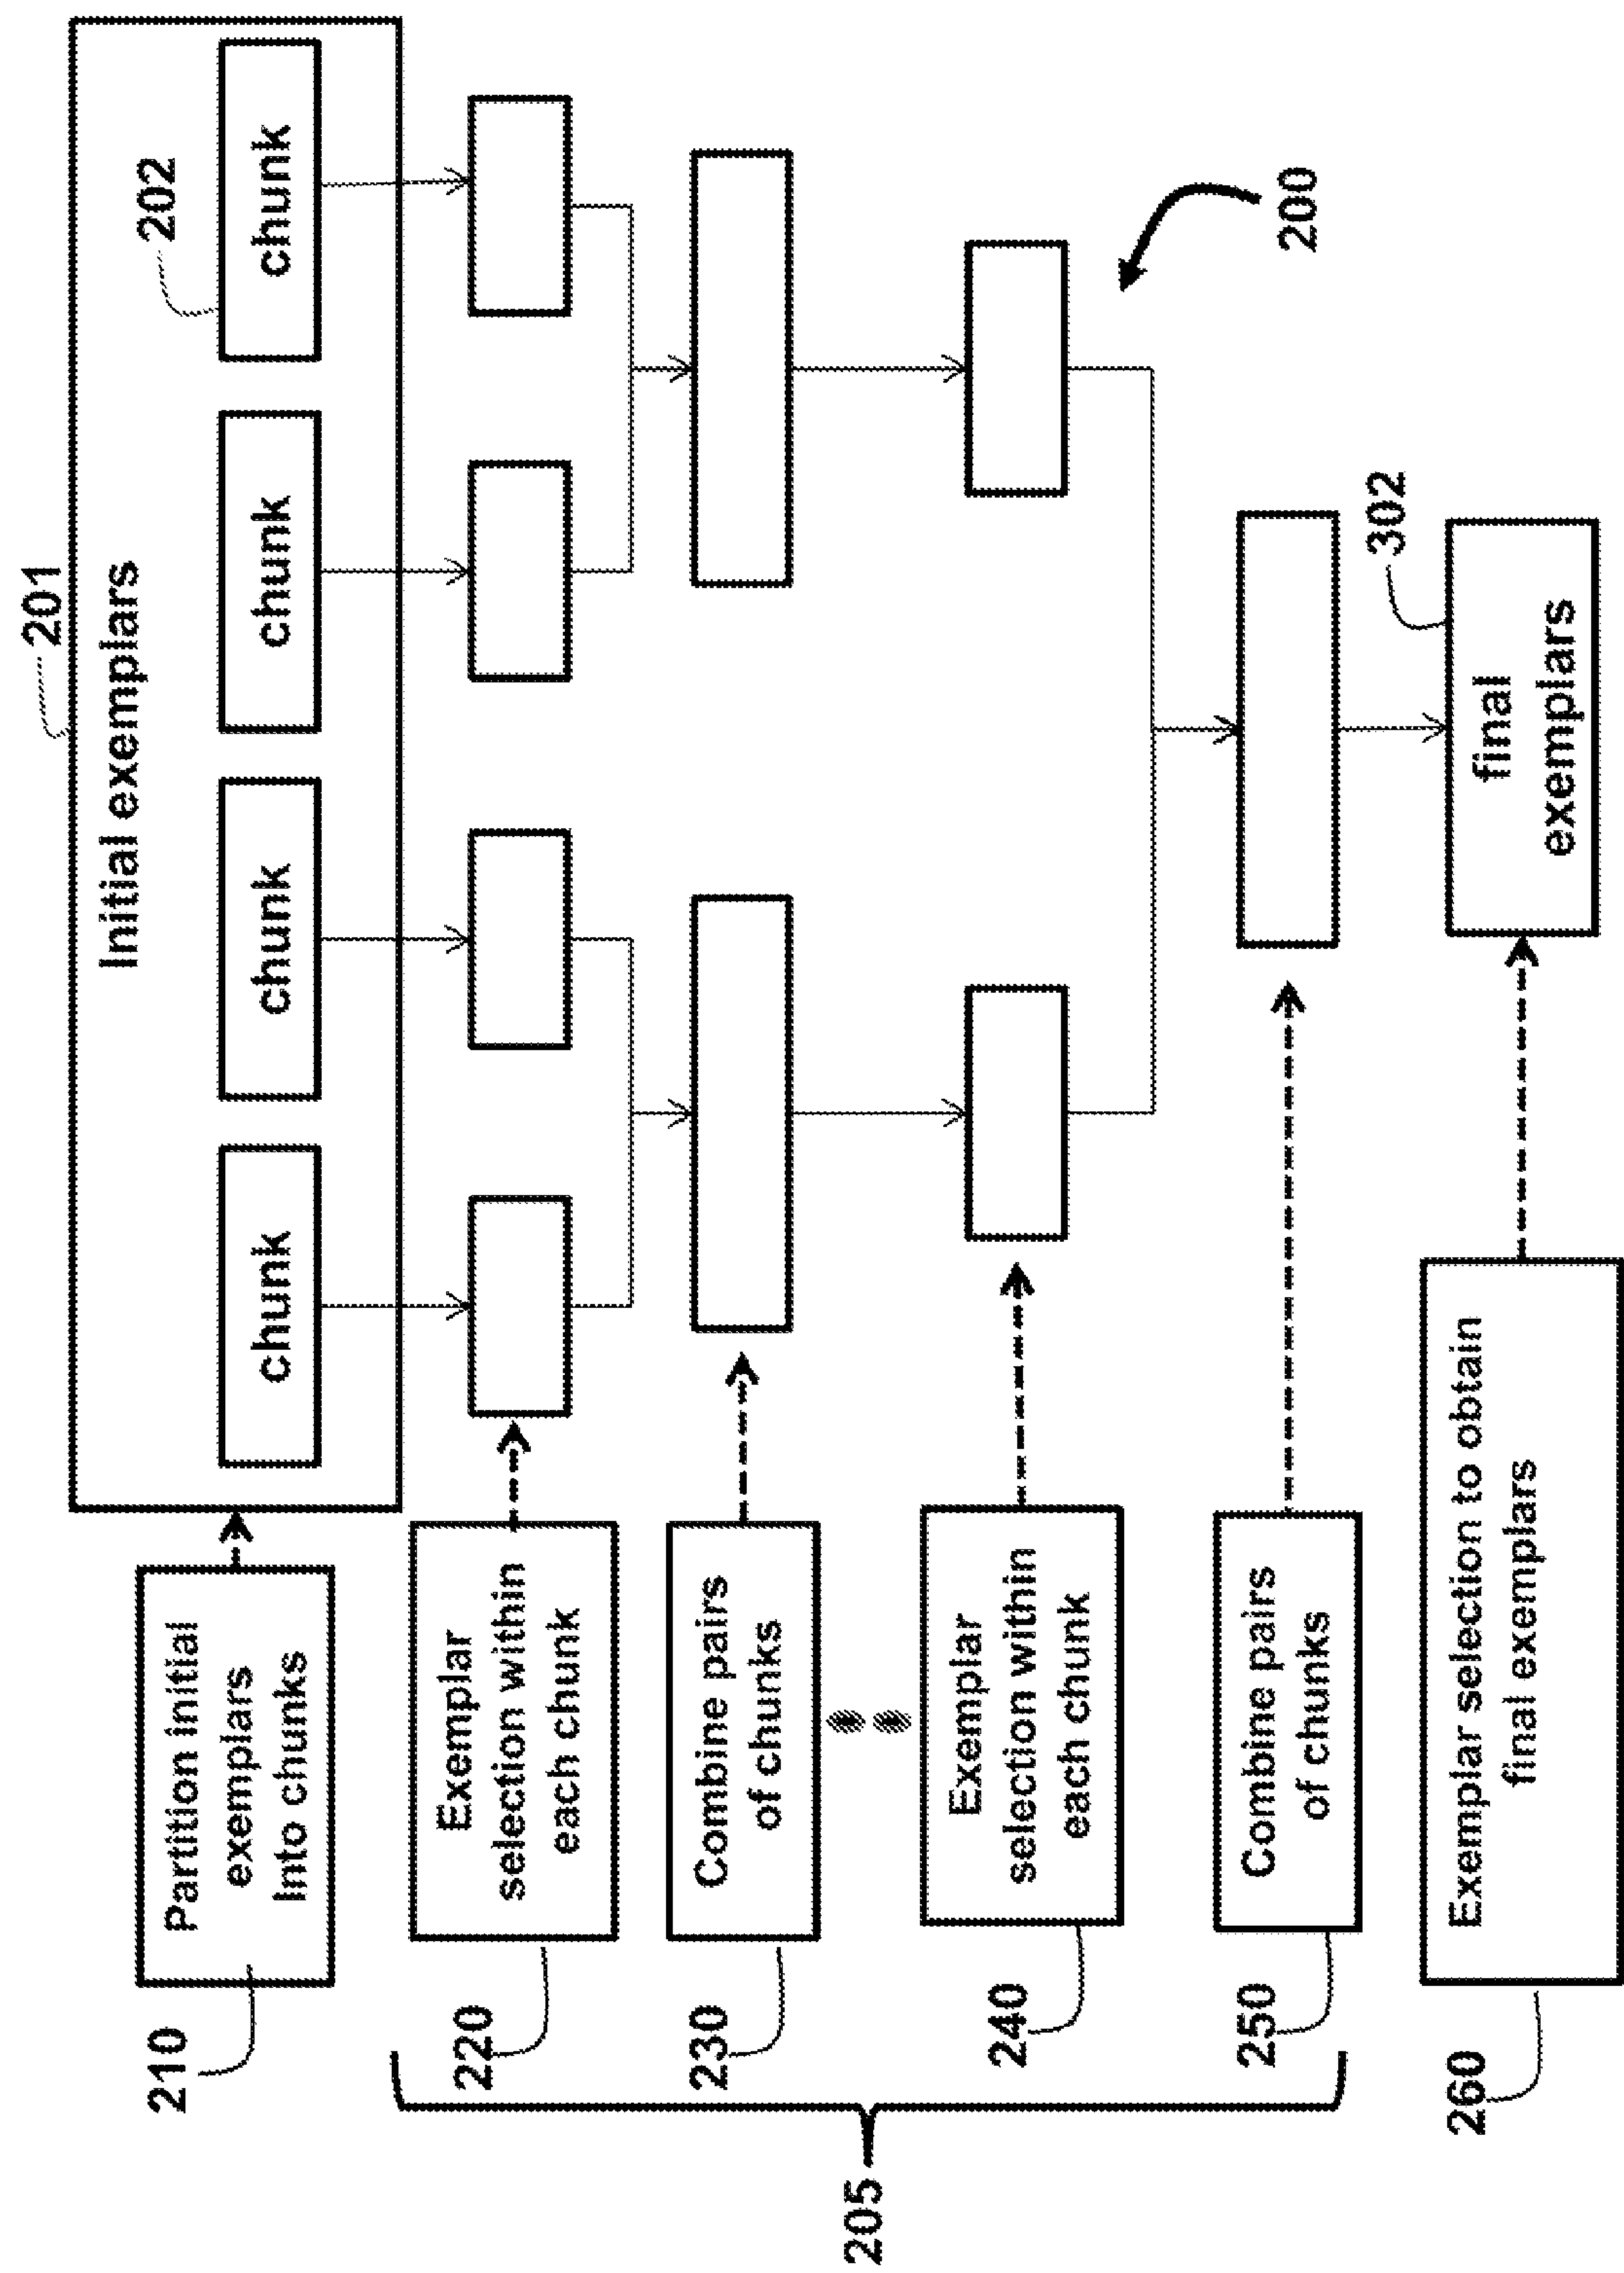 201
Initial exemplars
202
chunk
chunk
chunk
chunk
210
Partition initial
exemplars
Into chunks
220
Exemplar
selection within
each chunk
230
Combine pairs
of chunks
205
240
Exemplar
selection within
each chunk
200
250
Combine pairs
of chunks
260
Exemplar selection to obtain
final exemplars
302
final
exemplars